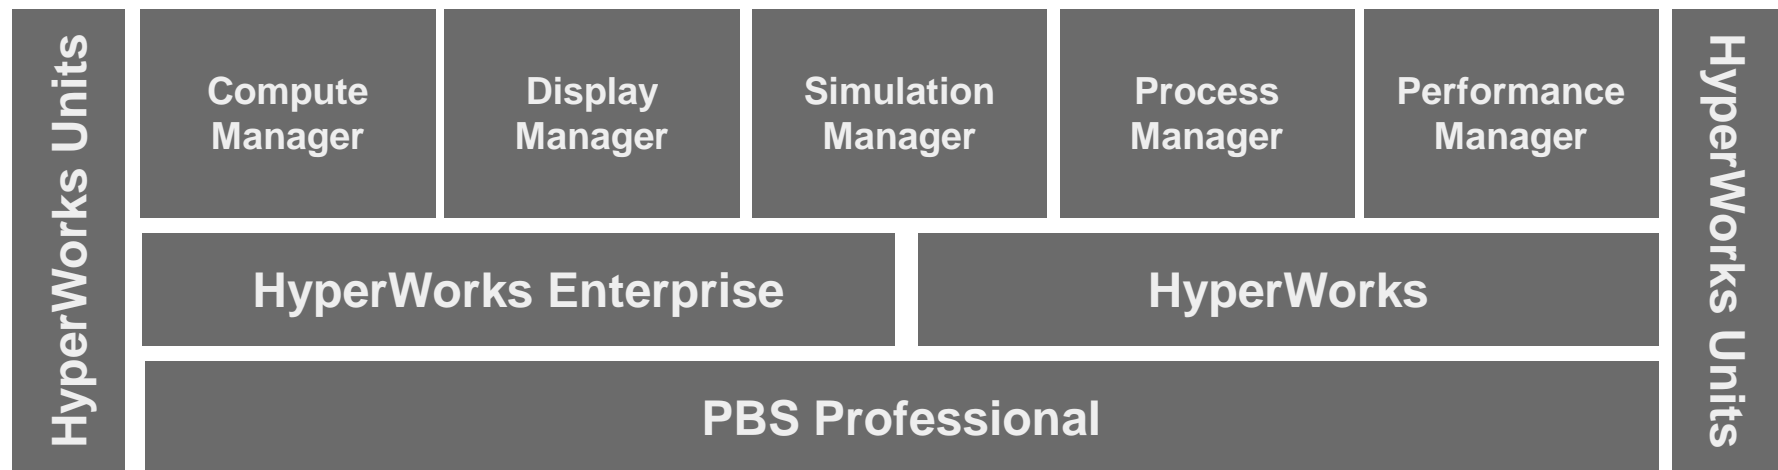 HyperWorks Units
Compute
Manager
Display
Manager
Simulation
Manager
Process
Manager
Performance
Manager
HyperWorks Enterprise
HyperWorks
PBS Professional
HyperWorks Units